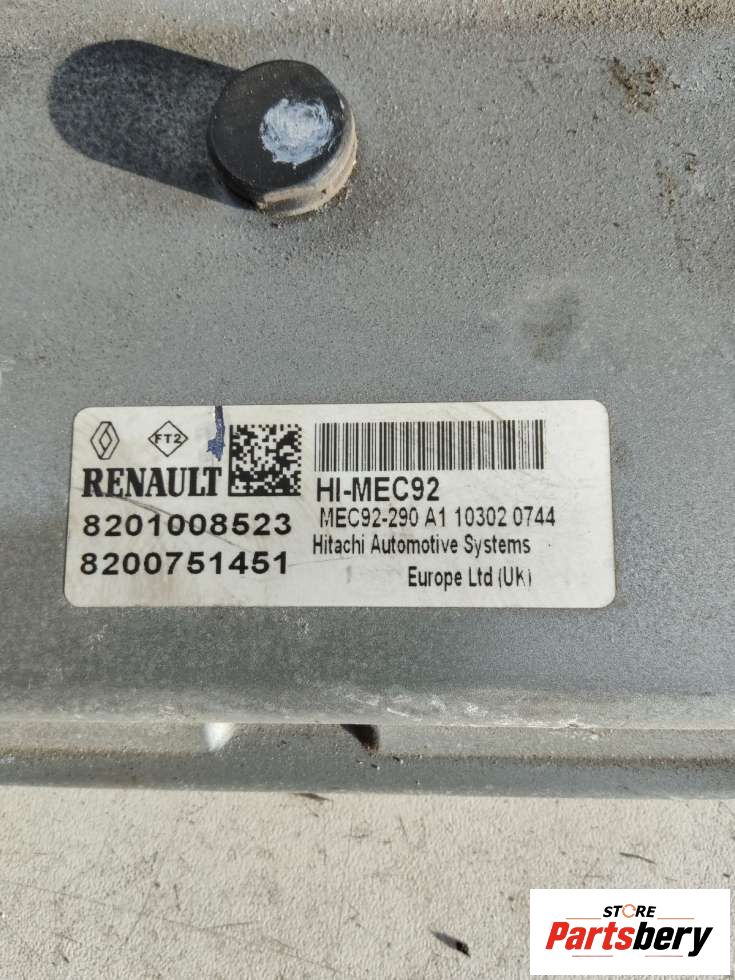 FT2
RENAULT
8201008523
8200751451
HI-MEC92
MEC92-290 A1 10302 0744
Hitachi Automotive Systems
Europe Ltd (UK)
STORE
Partsbery